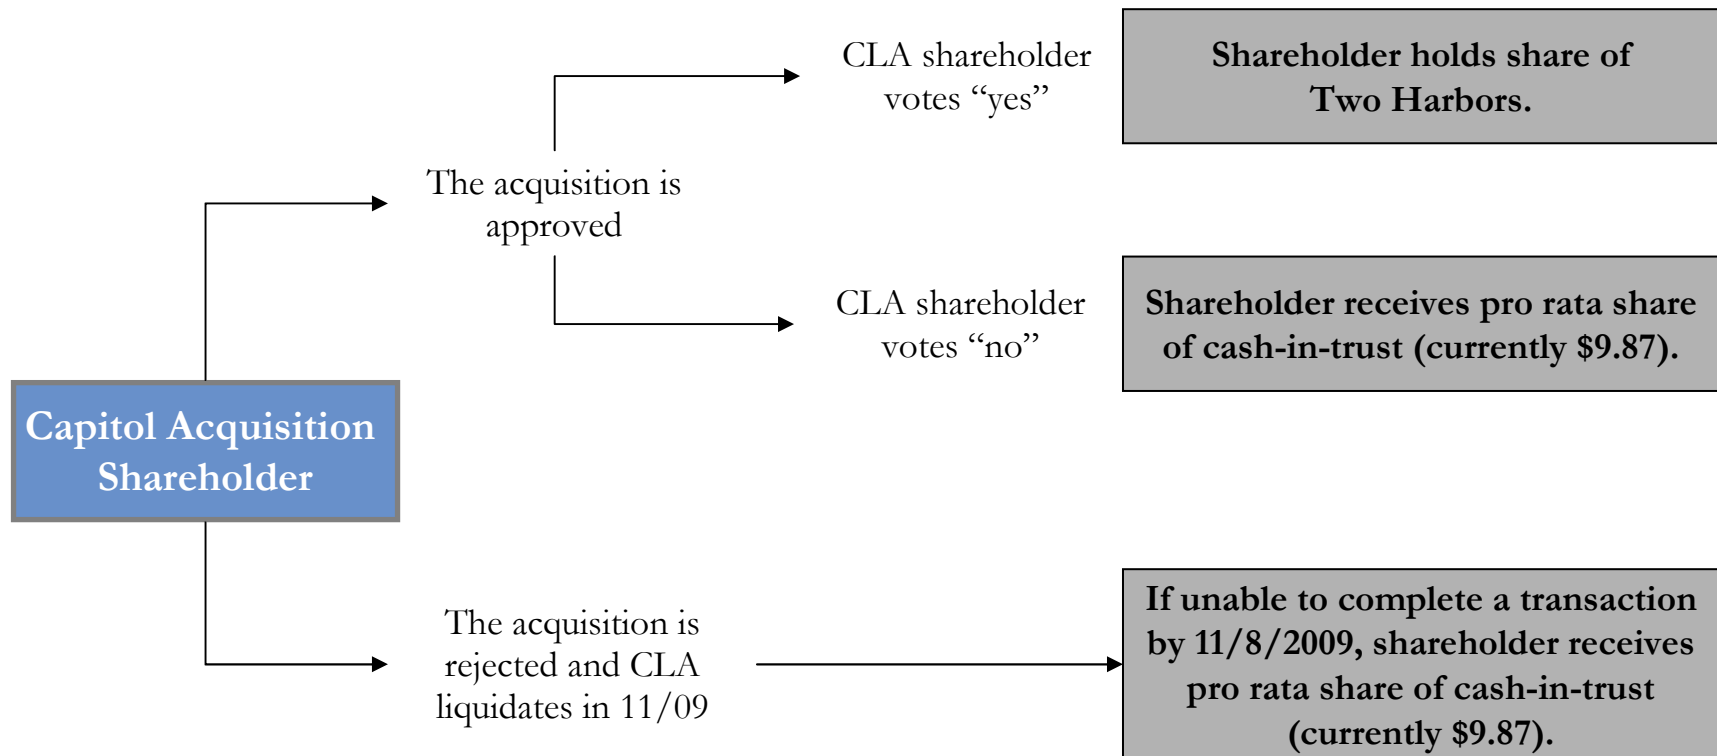 CLA shareholder
votes “yes”
Shareholder holds share of
Two Harbors.
The acquisition is
approved
CLA shareholder
votes “no”
Shareholder receives pro rata share
of cash-in-trust (currently $9.87).
Capitol Acquisition
Shareholder
The acquisition is
rejected and CLA
liquidates in 11/09
If unable to complete a transaction
by 11/8/2009, shareholder receives
pro rata share of cash-in-trust
(currently $9.87).